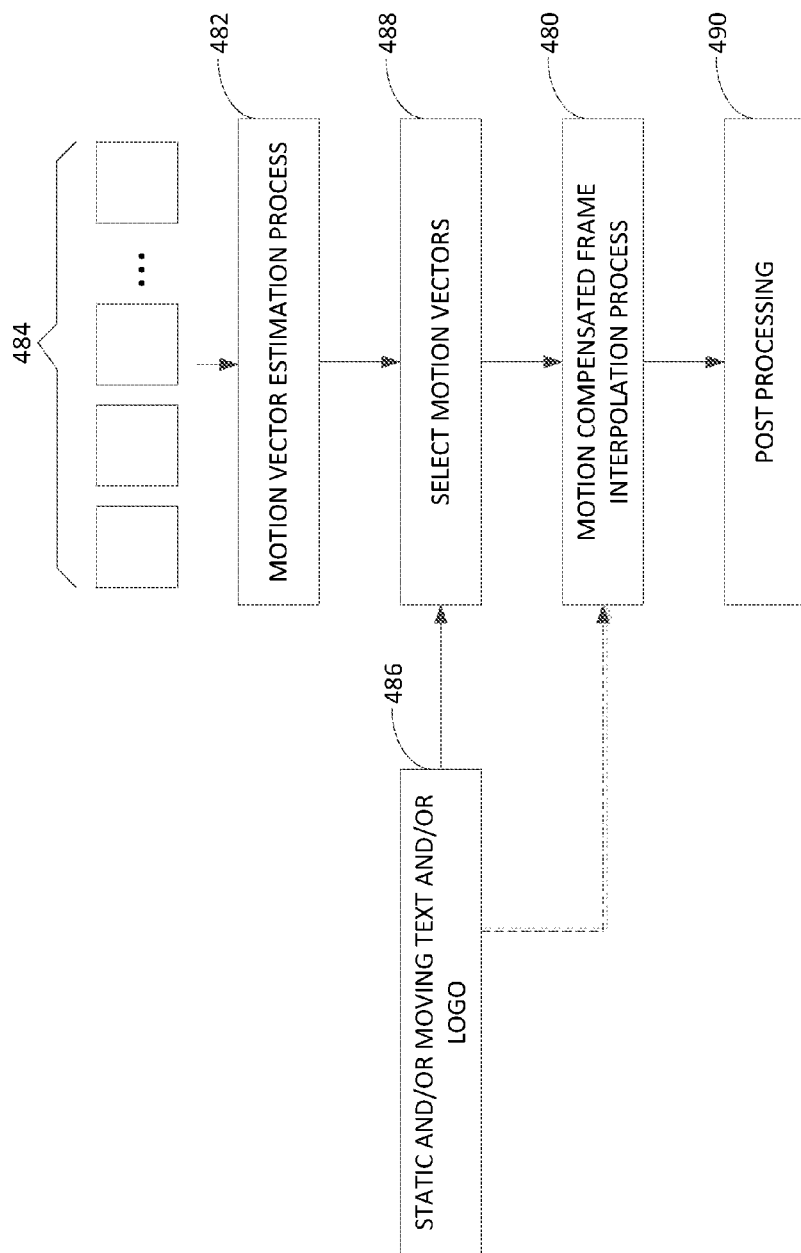 484
...
482
MOTION VECTOR ESTIMATION PROCESS
486
STATIC AND/OR MOVING TEXT AND/OR
LOGO
488
SELECT MOTION VECTORS
480
MOTION COMPENSATED FRAME
INTERPOLATION PROCESS
490
POST PROCESSING